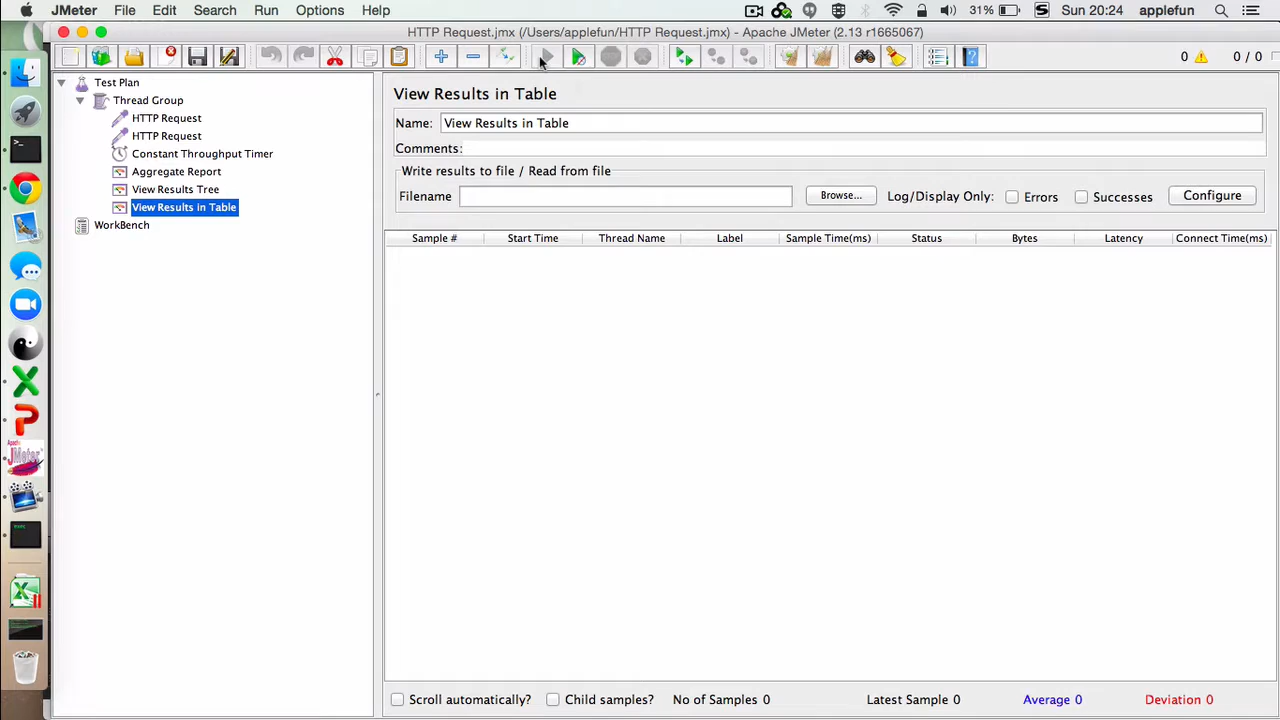 JMeter File Edit Search Run Options Help 31% Sun 20:24 applefun
HTTP Request.jmx (/Users/applefun/HTTP Request.jmx) - Apache JMeter (2.13 r1665067)
0 0 / 0
Test Plan
Thread Group
HTTP Request
HTTP Request
Constant Throughput Timer
Aggregate Report
View Results Tree
View Results in Table
WorkBench
View Results in Table
Name: View Results in Table
Comments:
Write results to file / Read from file
Filename Browse... Log/Display Only: Errors Successes Configure
Sample # Start Time Thread Name Label Sample Time(ms) Status Bytes Latency Connect Time(ms)
Scroll automatically? Child samples? No of Samples 0 Latest Sample 0 Average 0 Deviation 0